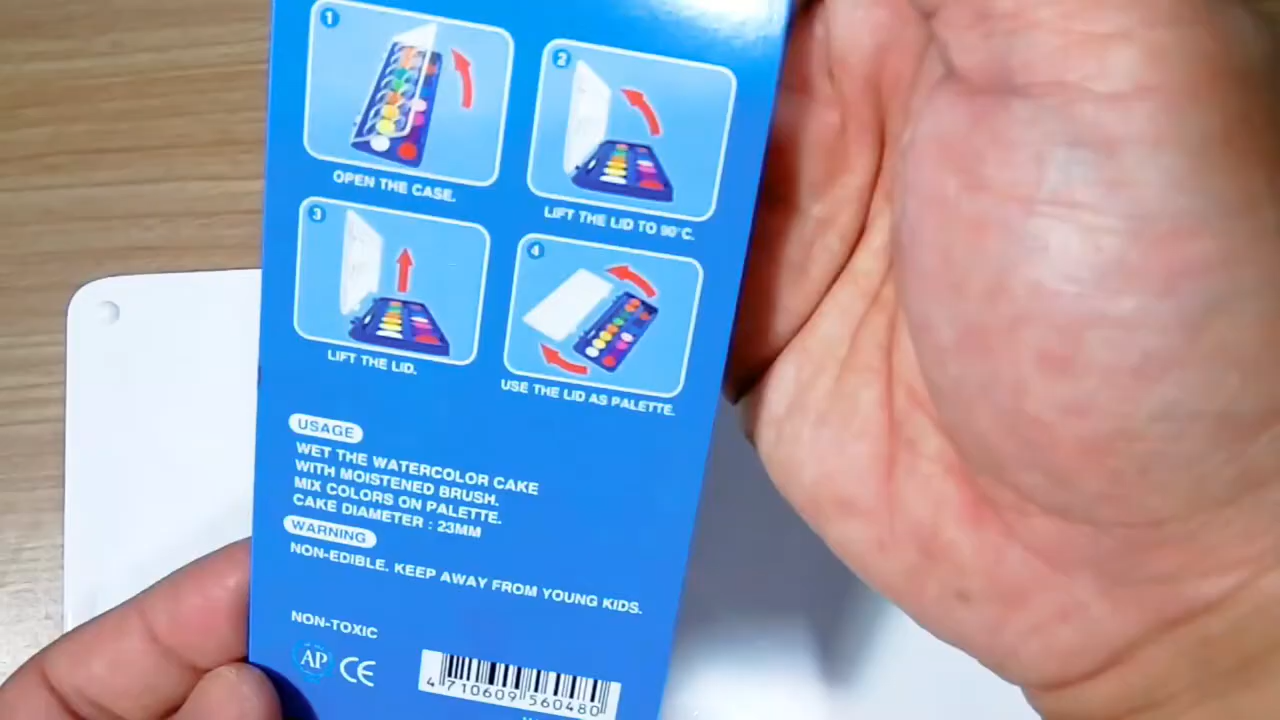 1
OPEN THE CASE.
2
LIFT THE LID TO 90°C.
3
LIFT THE LID.
4
USE THE LID AS PALETTE.
USAGE
WET THE WATERCOLOR CAKE
WITH MOISTENED BRUSH.
MIX COLORS ON PALETTE.
CAKE DIAMETER : 23MM
WARNING
NON-EDIBLE. KEEP AWAY FROM YOUNG KIDS.
NON-TOXIC
AP CE
4 710609 560480